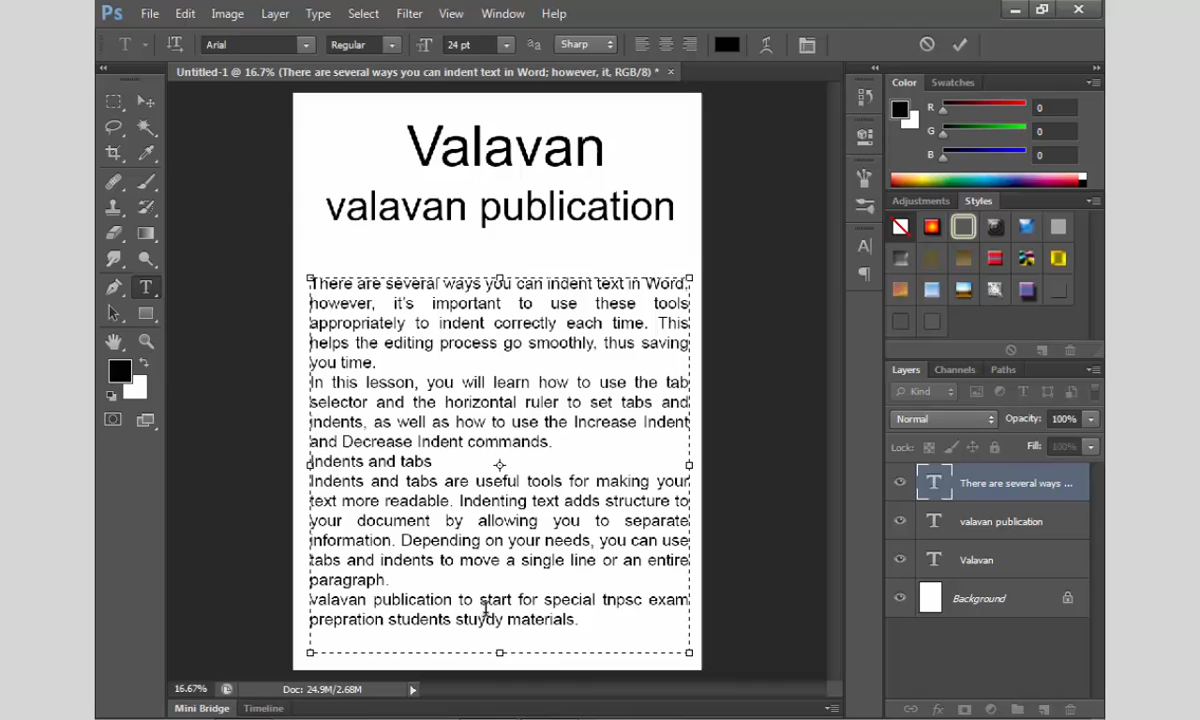 Ps File Edit Image Layer Type Select Filter View Window Help
T Arial Regular 24 pt Sharp
Untitled-1 @ 16.7% (There are several ways you can indent text in Word; however, it, RGB/8) * ×
Valavan
valavan publication
There are several ways you can indent text in Word;
however, it's important to use these tools
appropriately to indent correctly each time. This
helps the editing process go smoothly, thus saving
you time.
In this lesson, you will learn how to use the tab
selector and the horizontal ruler to set tabs and
indents, as well as how to use the Increase Indent
and Decrease Indent commands.
Indents and tabs
Indents and tabs are useful tools for making your
text more readable. Indenting text adds structure to
your document by allowing you to separate
information. Depending on your needs, you can use
tabs and indents to move a single line or an entire
paragraph.
valavan publication to start for special tnpsc exam
prepration students stuydy materials.
16.67% Doc: 24.9M/2.68M
Mini Bridge Timeline
Color Swatches
R 0
G 0
B 0
Adjustments Styles
Layers Channels Paths
Kind
Normal Opacity: 100%
Lock: Fill: 100%
There are several ways ...
valavan publication
Valavan
Background